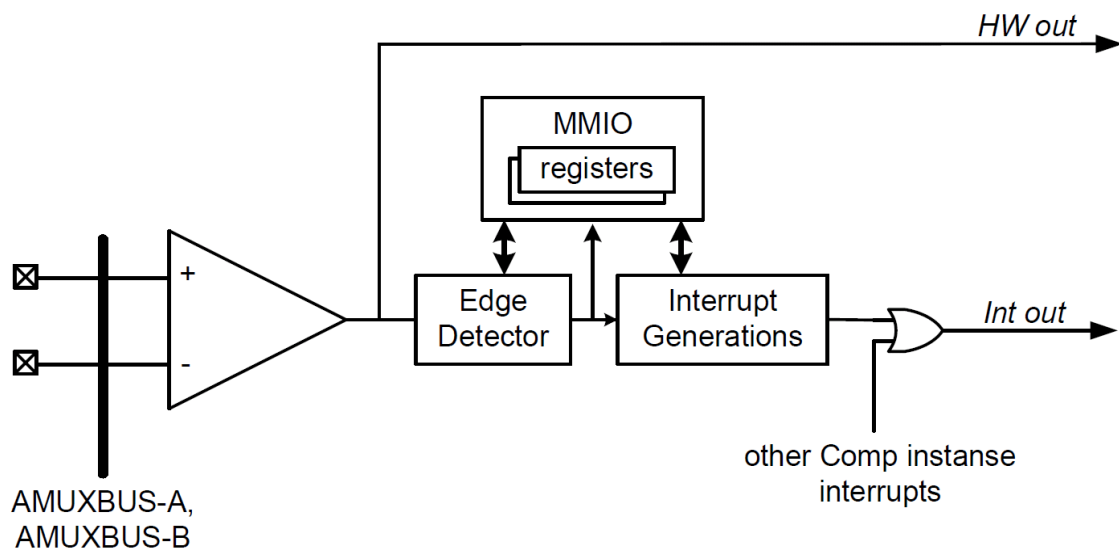 HW out
MMIO
registers
+
-
Edge
Detector
Interrupt
Generations
Int out
other Comp instanse
interrupts
AMUXBUS-A,
AMUXBUS-B